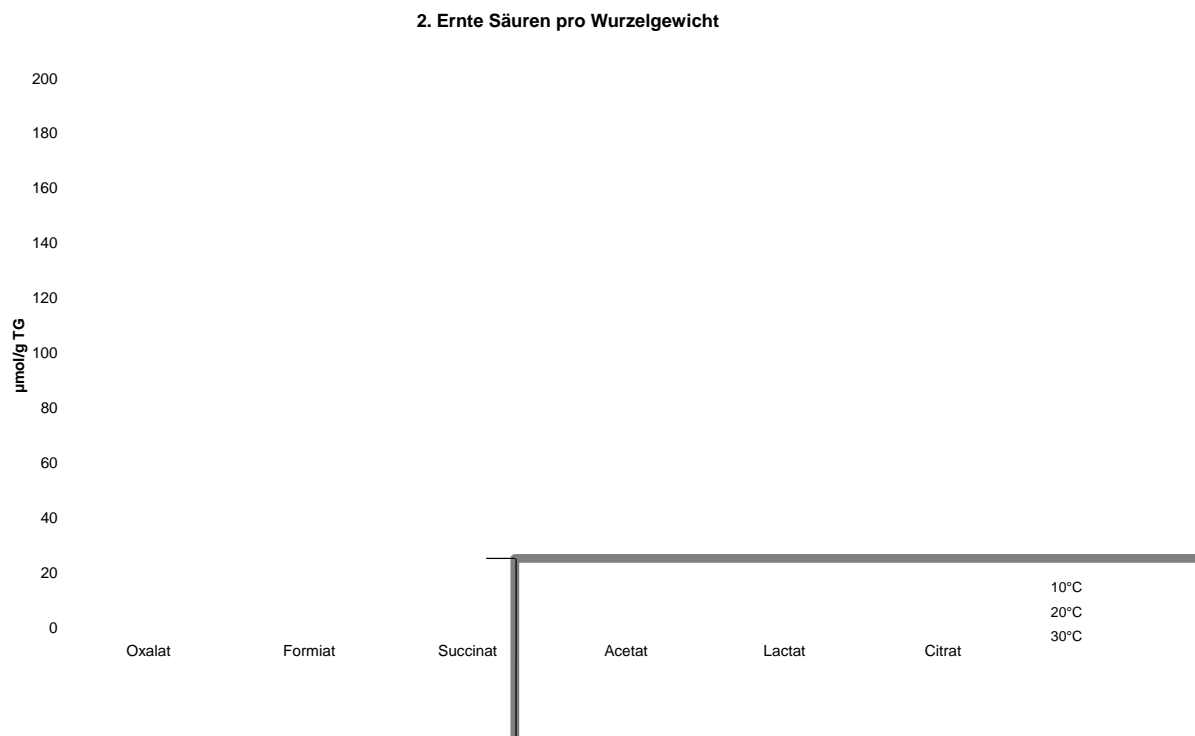 2. Ernte Säuren pro Wurzelgewicht
200
180
160
140
120
100
80
60
40
20
0
µmol/g TG
Oxalat Formiat Succinat Acetat Lactat Citrat
10°C
20°C
30°C